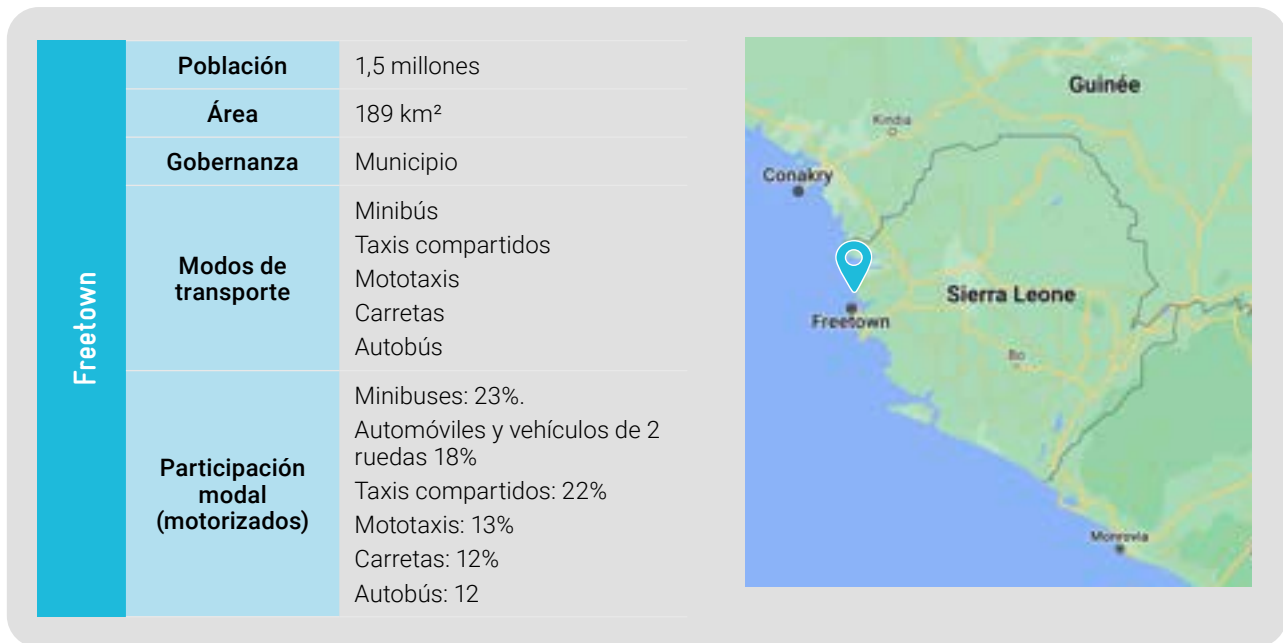 Freetown
Población
1,5 millones
Área
189 km²
Gobernanza
Municipio
Modos de
transporte
Minibús
Taxis compartidos
Mototaxis
Carretas
Autobús
Participación
modal
(motorizados)
Minibuses: 23%.
Automóviles y vehículos de 2
ruedas 18%
Taxis compartidos: 22%
Mototaxis: 13%
Carretas: 12%
Autobús: 12
Guinée
Kindia
Conakry
Sierra Leone
Freetown
Bo
Monrovia